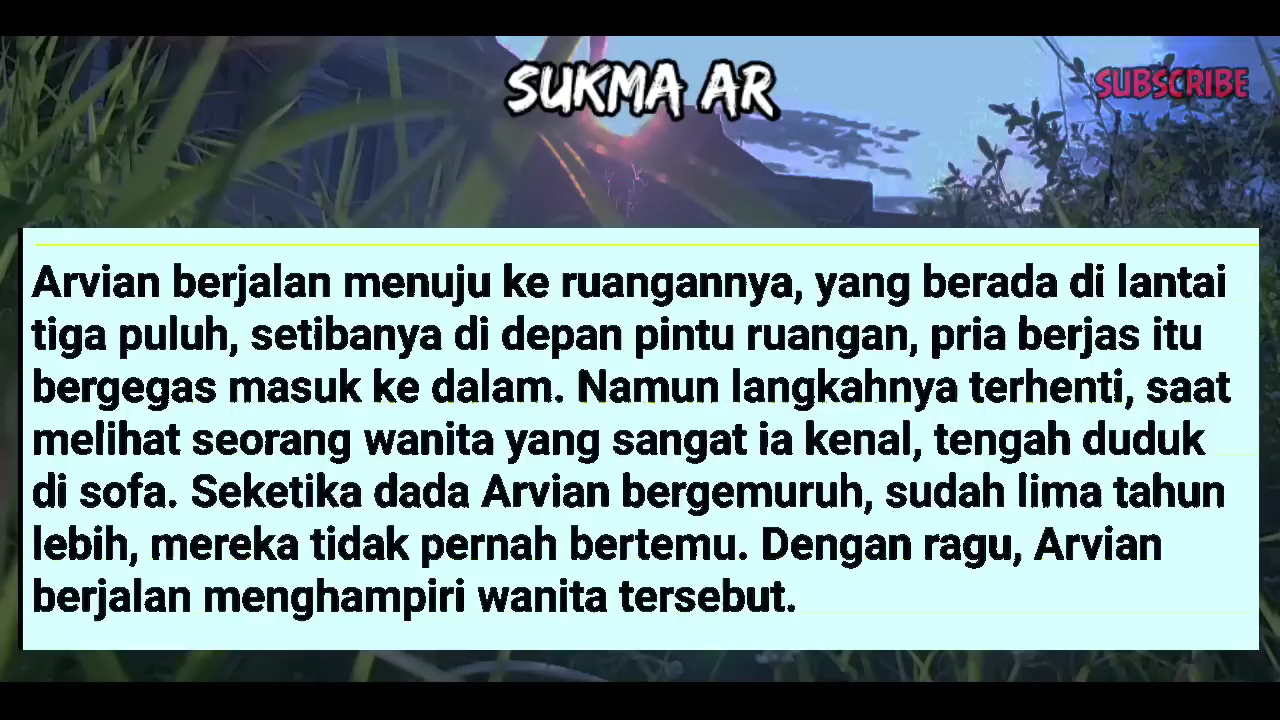 SUKMA AR
SUBSCRIBE
Arvian berjalan menuju ke ruangannya, yang berada di lantai
tiga puluh, setibanya di depan pintu ruangan, pria berjas itu
bergegas masuk ke dalam. Namun langkahnya terhenti, saat
melihat seorang wanita yang sangat ia kenal, tengah duduk
di sofa. Seketika dada Arvian bergemuruh, sudah lima tahun
lebih, mereka tidak pernah bertemu. Dengan ragu, Arvian
berjalan menghampiri wanita tersebut.